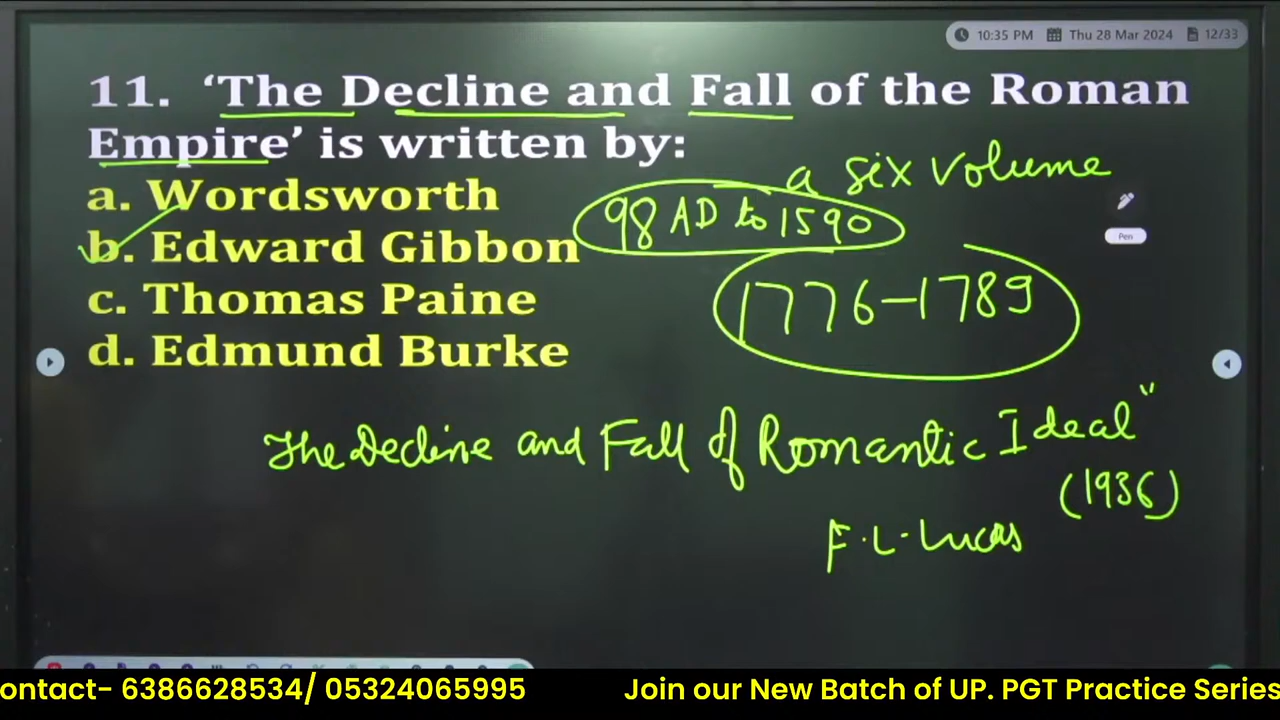 10:35 PM Thu 28 Mar 2024 12/33
11. ‘The Decline and Fall of the Roman
Empire’ is written by:
a six volume
a. Wordsworth
98 AD to 1590
Pen
b. Edward Gibbon
1776-1789
c. Thomas Paine
d. Edmund Burke
The Decline and Fall of Romantic Ideal"
(1936)
F.L. Lucas
ontact- 6386628534/ 05324065995 Join our New Batch of UP. PGT Practice Series